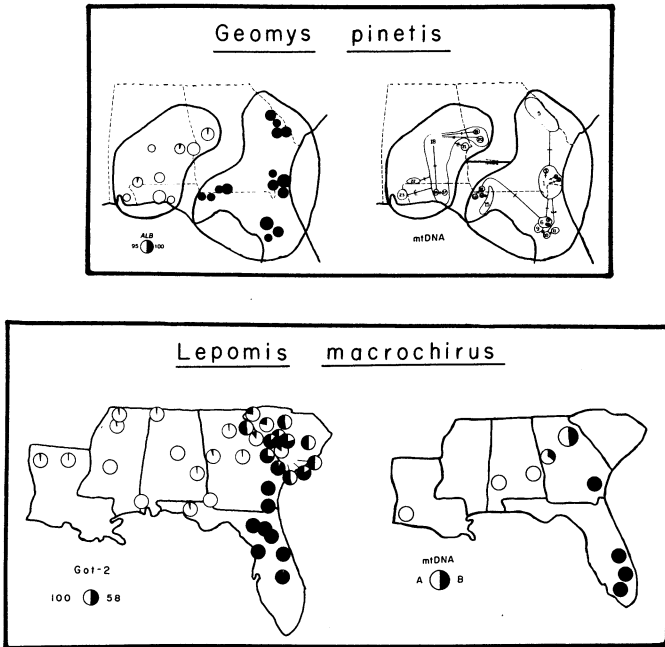 Geomys pinetis
ALB
95 100
mtDNA
Lepomis macrochirus
Got-2
100 58
mtDNA
A B